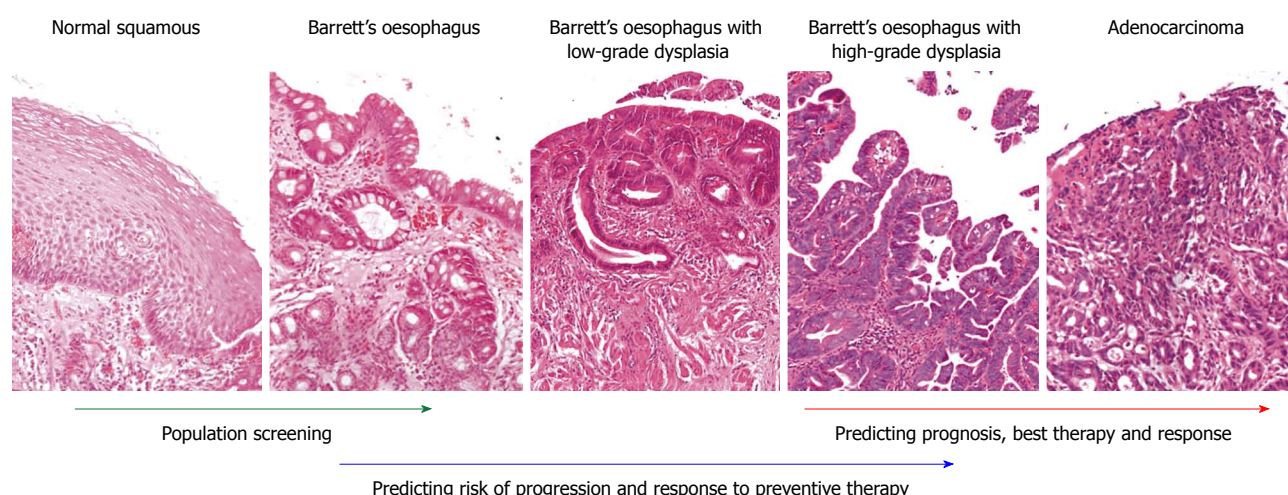 Normal squamous
Barrett's oesophagus
Barrett's oesophagus with
low-grade dysplasia
Barrett's oesophagus with
high-grade dysplasia
Adenocarcinoma
Population screening
Predicting prognosis, best therapy and response
Predicting risk of progression and response to preventive therapy